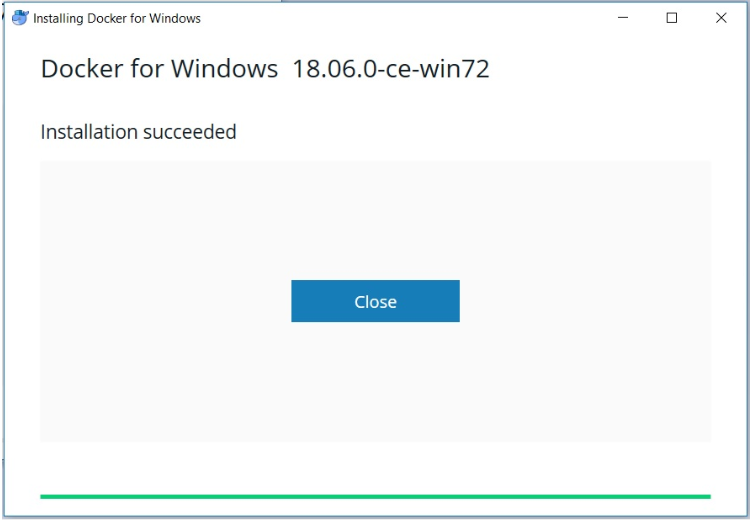 Installing Docker for Windows
Docker for Windows 18.06.0-ce-win72
Installation succeeded
Close